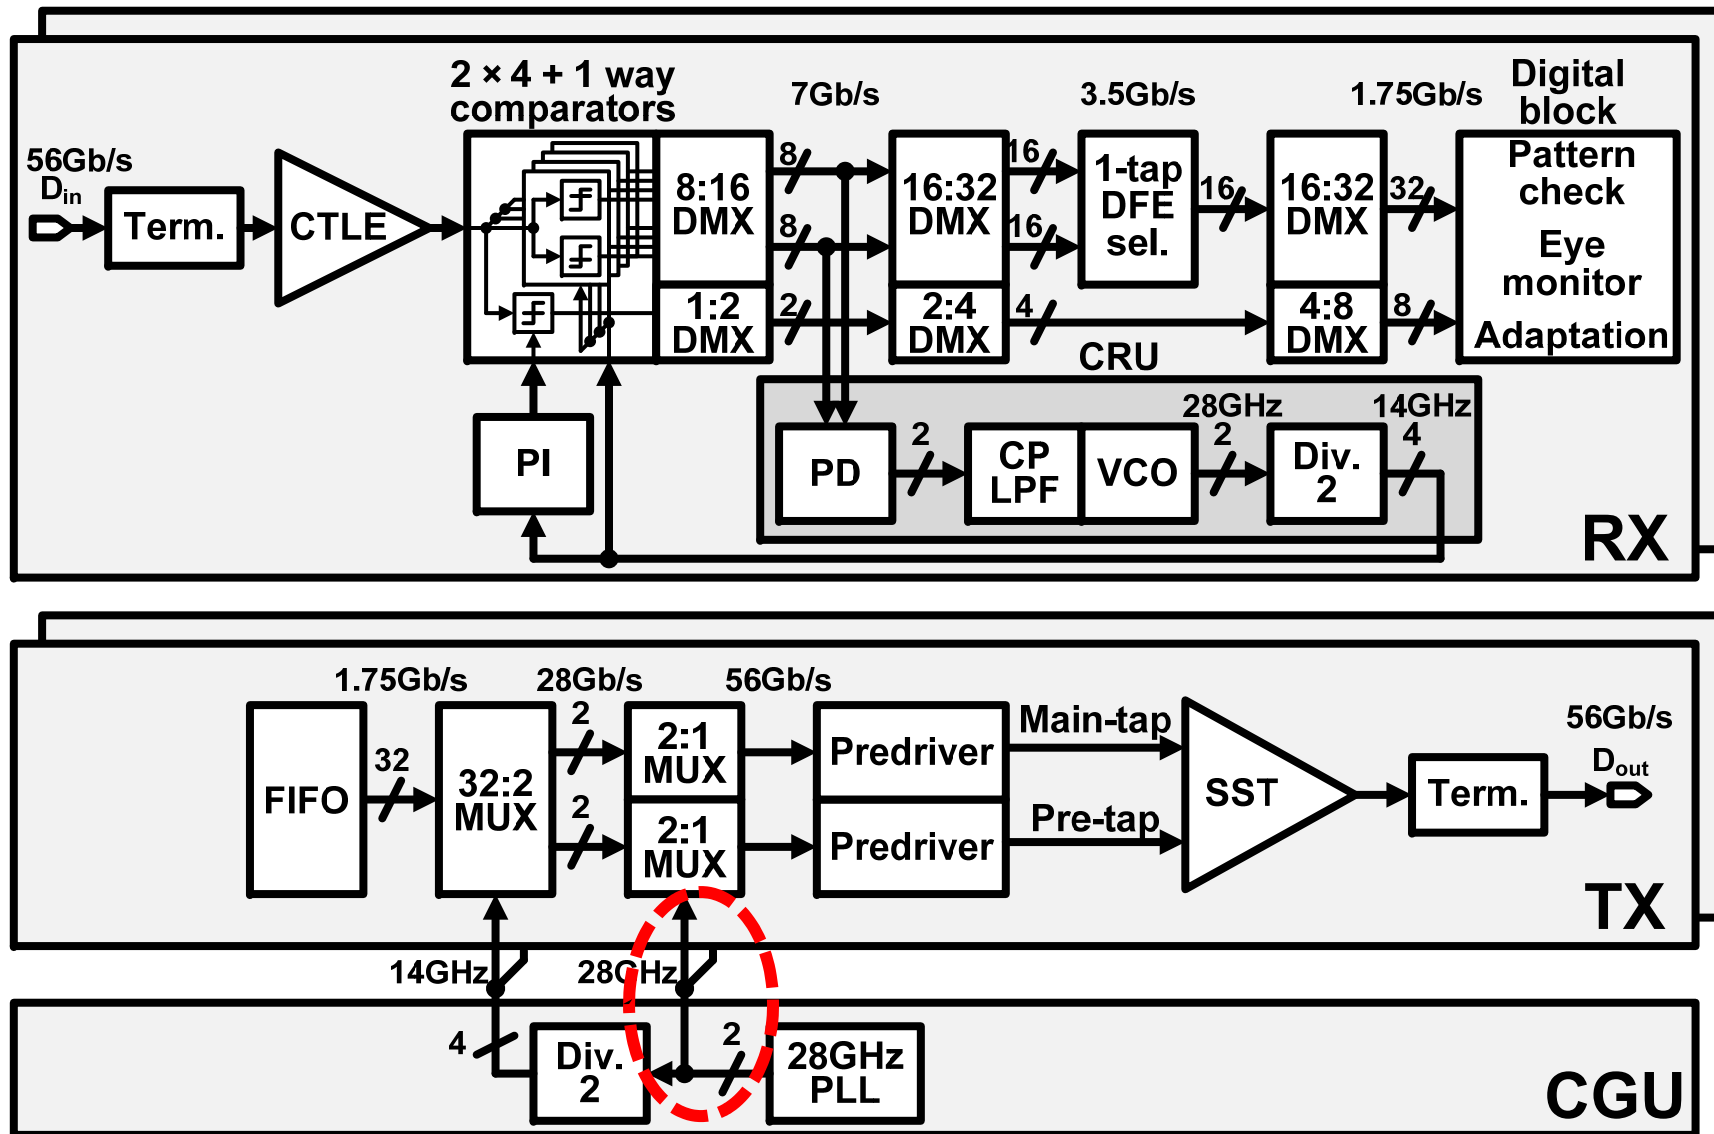 2 × 4 + 1 way
comparators
7Gb/s
3.5Gb/s
1.75Gb/s
Digital
block
56Gb/s
Din
Term.
CTLE
8:16
DMX
1:2
DMX
8
8
2
16:32
DMX
2:4
DMX
16
16
4
1-tap
DFE
sel.
16
16:32
DMX
4:8
DMX
32
8
Pattern
check
Eye
monitor
Adaptation
CRU
PI
PD
2
CP
LPF
VCO
28GHz
2
Div.
2
14GHz
4
RX
1.75Gb/s
28Gb/s
56Gb/s
FIFO
32
32:2
MUX
2
2
2:1
MUX
2:1
MUX
Predriver
Predriver
Main-tap
Pre-tap
SST
Term.
56Gb/s
Dout
TX
14GHz
28GHz
4
Div.
2
2
28GHz
PLL
CGU